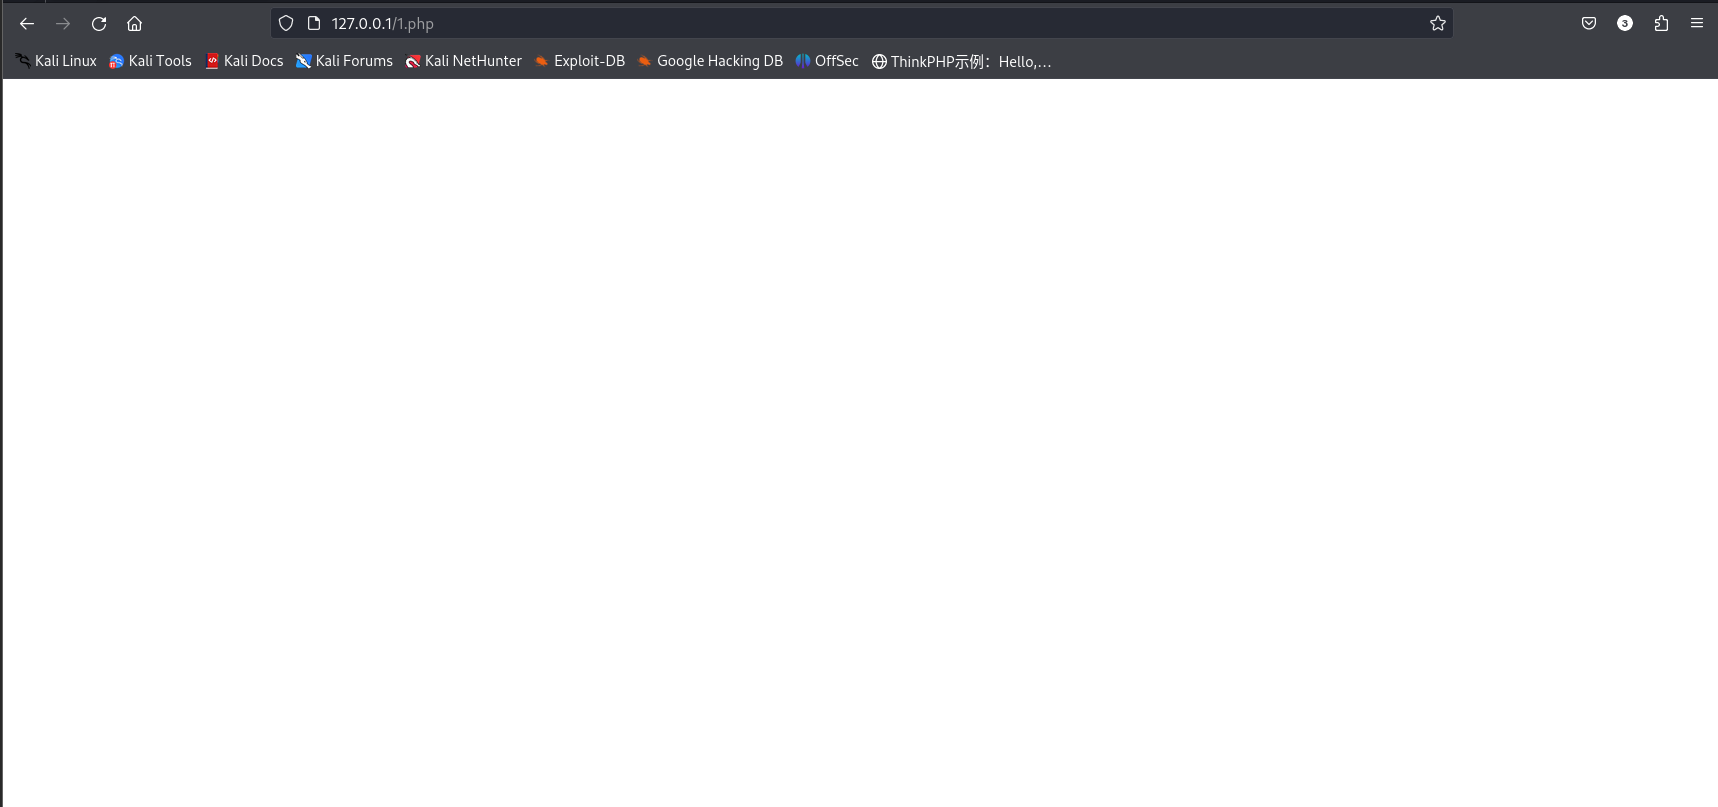 127.0.0.1/1.php
3
Kali Linux Kali Tools Kali Docs Kali Forums Kali NetHunter Exploit-DB Google Hacking DB OffSec ThinkPHP示例：Hello,…